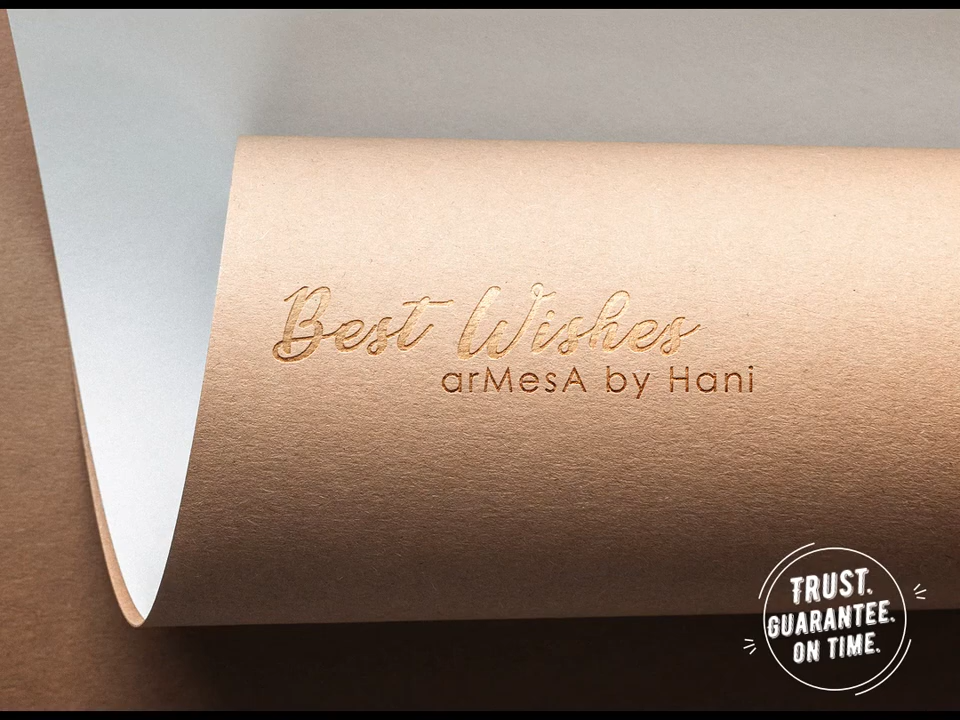 Best Wishes
arMesA by Hani
TRUST.
GUARANTEE.
ON TIME.